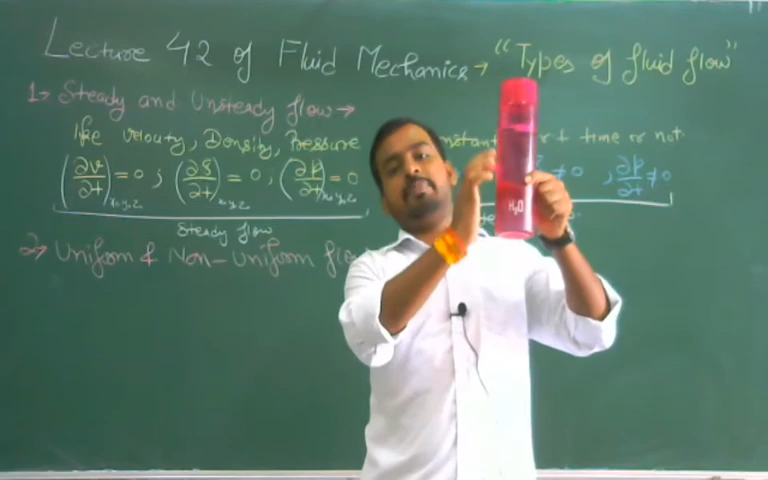 Lecture 42 of Fluid Mechanics → "Types of fluid flow"
1→ Steady and Unsteady flow →
like velocity, Density, Pressure constant w.r.t time or not.
(∂v/∂t)x,y,z = 0 ; (∂ρ/∂t)x,y,z = 0, (∂p/∂t)x,y,z = 0 ≠ 0 , ∂p/∂t ≠ 0
Steady flow
H₂O
2→ Uniform & Non-uniform flow